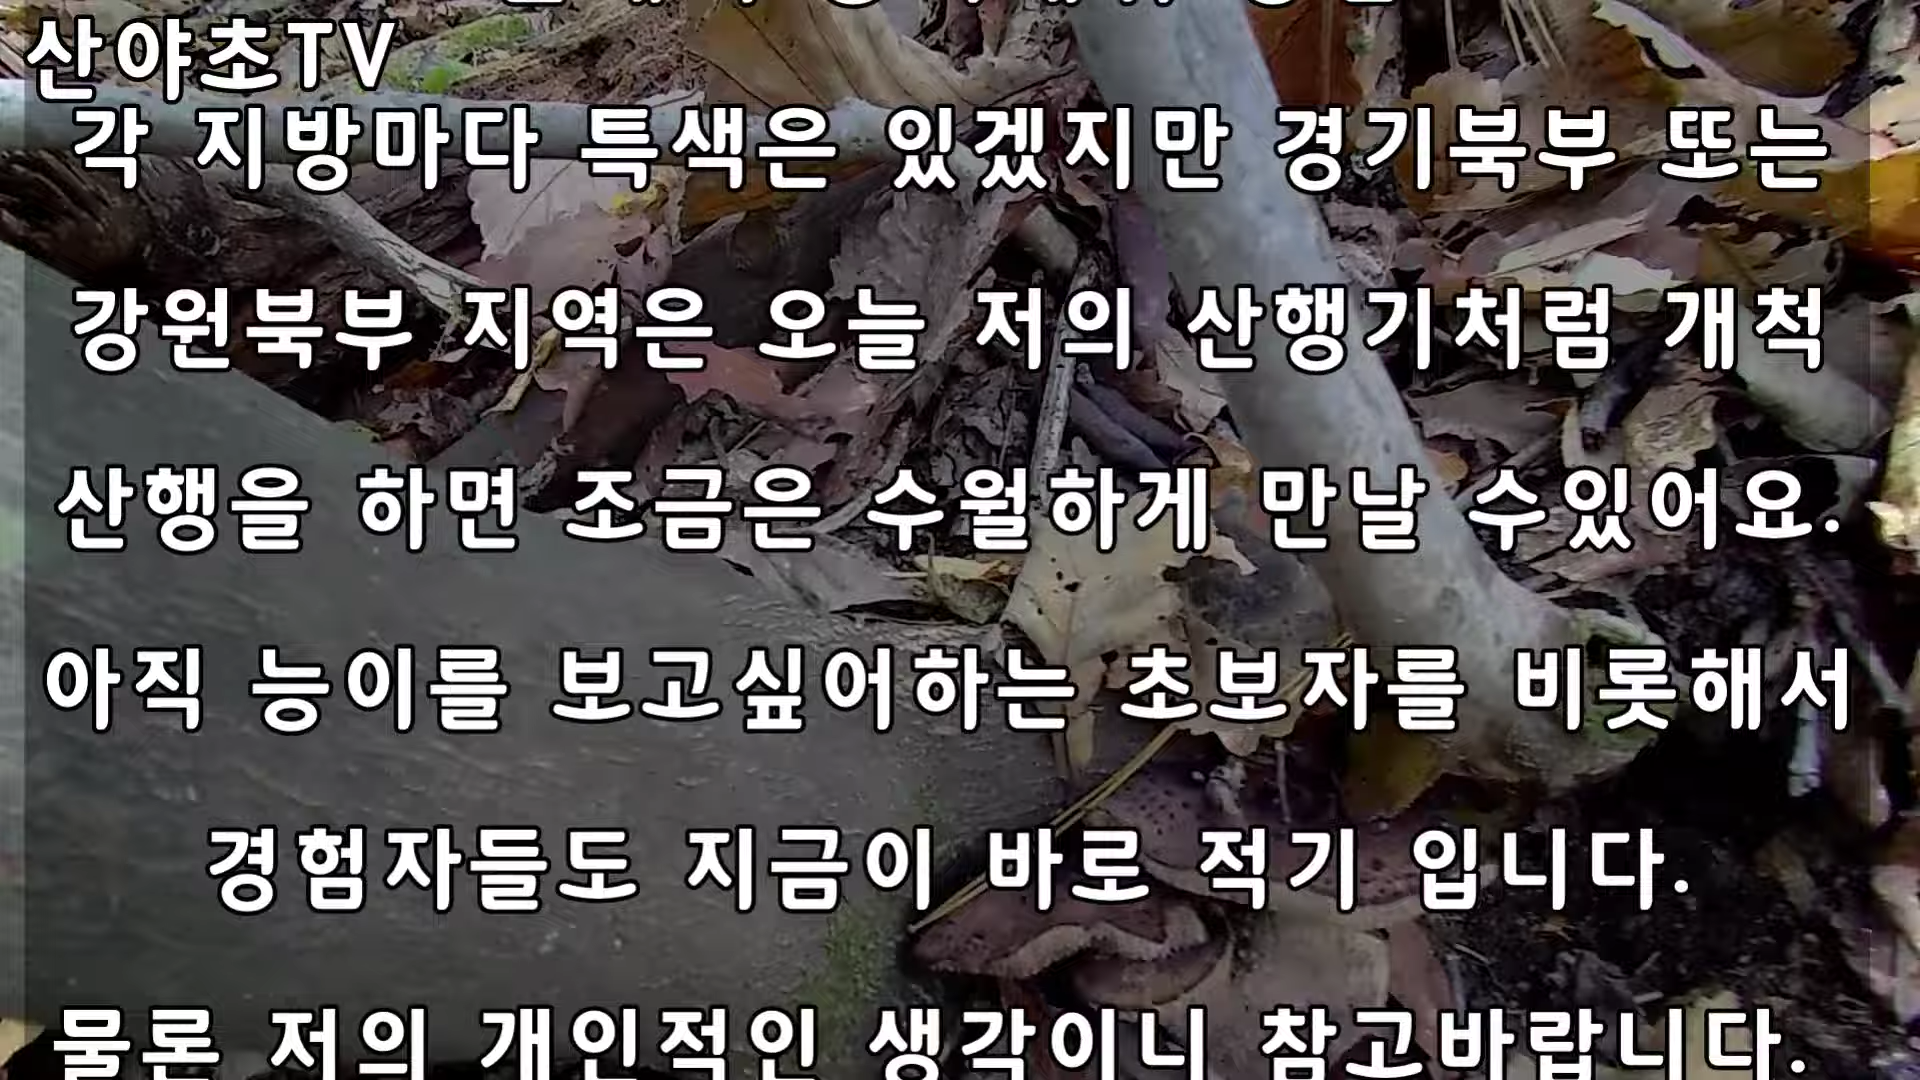 산야초TV
각 지방마다 특색은 있겠지만 경기북부 또는
강원북부 지역은 오늘 저의 산행기처럼 개척
산행을 하면 조금은 수월하게 만날 수있어요.
아직 능이를 보고싶어하는 초보자를 비롯해서
경험자들도 지금이 바로 적기 입니다.
물론 저의 개인적인 생각이니 참고바랍니다.